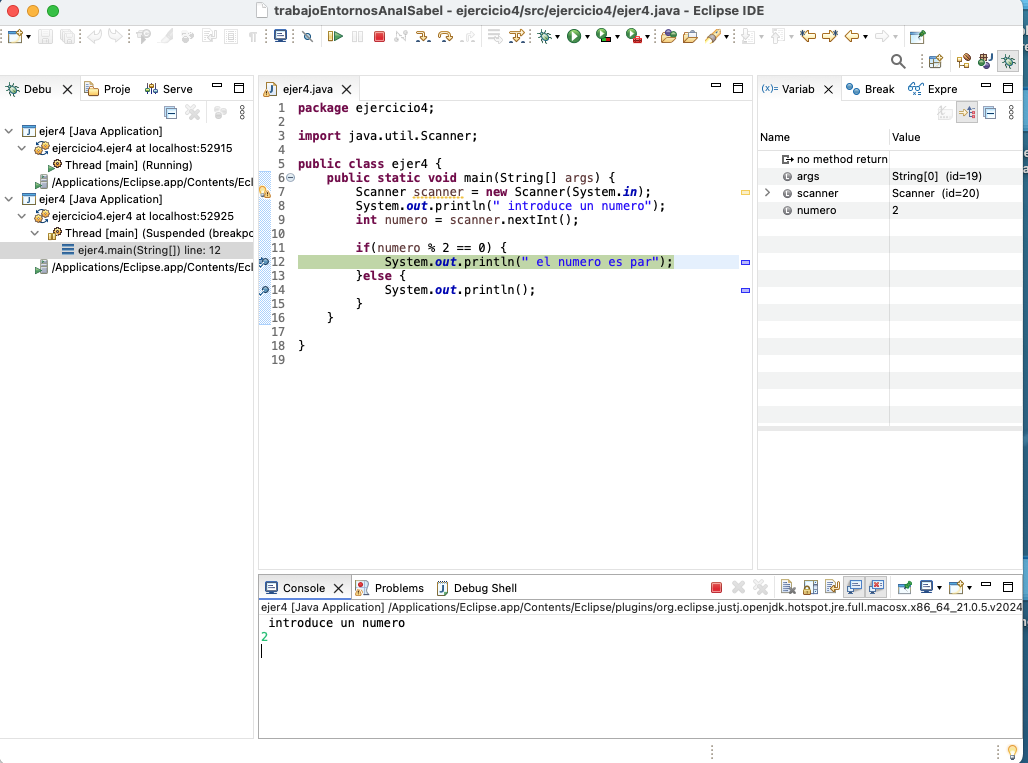 trabajoEntornosAnaISabel - ejercicio4/src/ejercicio4/ejer4.java - Eclipse IDE
Debu
Proje
Serve
ejer4 [Java Application]
ejercicio4.ejer4 at localhost:52915
Thread [main] (Running)
/Applications/Eclipse.app/Contents/Ecl
ejer4 [Java Application]
ejercicio4.ejer4 at localhost:52925
Thread [main] (Suspended (breakpo
ejer4.main(String[]) line: 12
/Applications/Eclipse.app/Contents/Ecl
ejer4.java
1 package ejercicio4;
2
3 import java.util.Scanner;
4
5 public class ejer4 {
6 public static void main(String[] args) {
7 Scanner scanner = new Scanner(System.in);
8 System.out.println(" introduce un numero");
9 int numero = scanner.nextInt();
10
11 if(numero % 2 == 0) {
12 System.out.println(" el numero es par");
13 }else {
14 System.out.println();
15 }
16 }
17
18 }
19
(x)= Variab
Break
Expre
Name Value
no method return
args String[0] (id=19)
scanner Scanner (id=20)
numero 2
Console
Problems
Debug Shell
ejer4 [Java Application] /Applications/Eclipse.app/Contents/Eclipse/plugins/org.eclipse.justj.openjdk.hotspot.jre.full.macosx.x86_64_21.0.5.v2024
introduce un numero
2